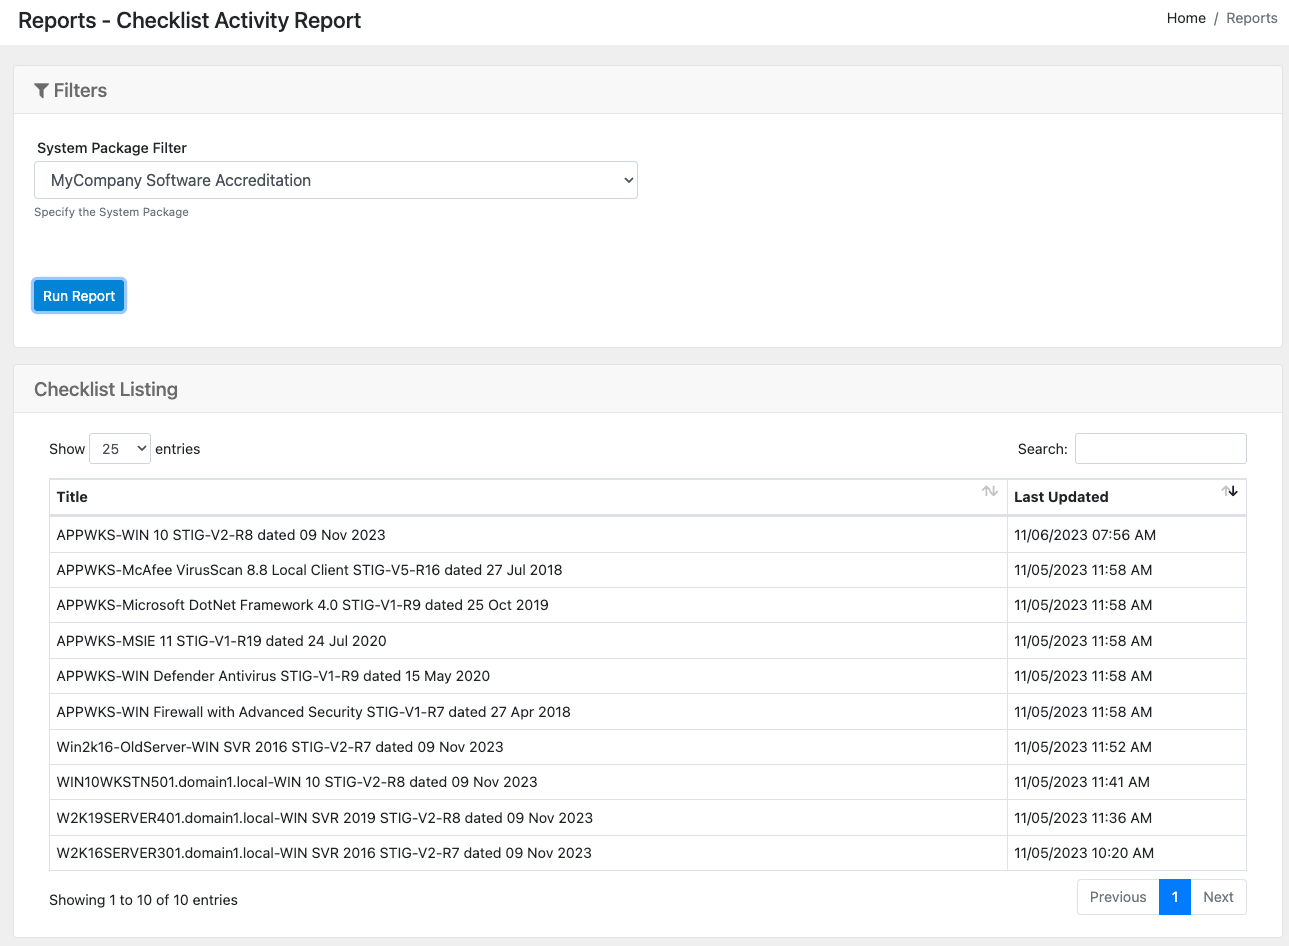 Reports - Checklist Activity Report
Home / Reports
Filters
System Package Filter
MyCompany Software Accreditation
Specify the System Package
Run Report
Checklist Listing
Show 25 entries
Search:
Title Last Updated
APPWKS-WIN 10 STIG-V2-R8 dated 09 Nov 2023 11/06/2023 07:56 AM
APPWKS-McAfee VirusScan 8.8 Local Client STIG-V5-R16 dated 27 Jul 2018 11/05/2023 11:58 AM
APPWKS-Microsoft DotNet Framework 4.0 STIG-V1-R9 dated 25 Oct 2019 11/05/2023 11:58 AM
APPWKS-MSIE 11 STIG-V1-R19 dated 24 Jul 2020 11/05/2023 11:58 AM
APPWKS-WIN Defender Antivirus STIG-V1-R9 dated 15 May 2020 11/05/2023 11:58 AM
APPWKS-WIN Firewall with Advanced Security STIG-V1-R7 dated 27 Apr 2018 11/05/2023 11:58 AM
Win2k16-OldServer-WIN SVR 2016 STIG-V2-R7 dated 09 Nov 2023 11/05/2023 11:52 AM
WIN10WKSTN501.domain1.local-WIN 10 STIG-V2-R8 dated 09 Nov 2023 11/05/2023 11:41 AM
W2K19SERVER401.domain1.local-WIN SVR 2019 STIG-V2-R8 dated 09 Nov 2023 11/05/2023 11:36 AM
W2K16SERVER301.domain1.local-WIN SVR 2016 STIG-V2-R7 dated 09 Nov 2023 11/05/2023 10:20 AM
Showing 1 to 10 of 10 entries
Previous 1 Next